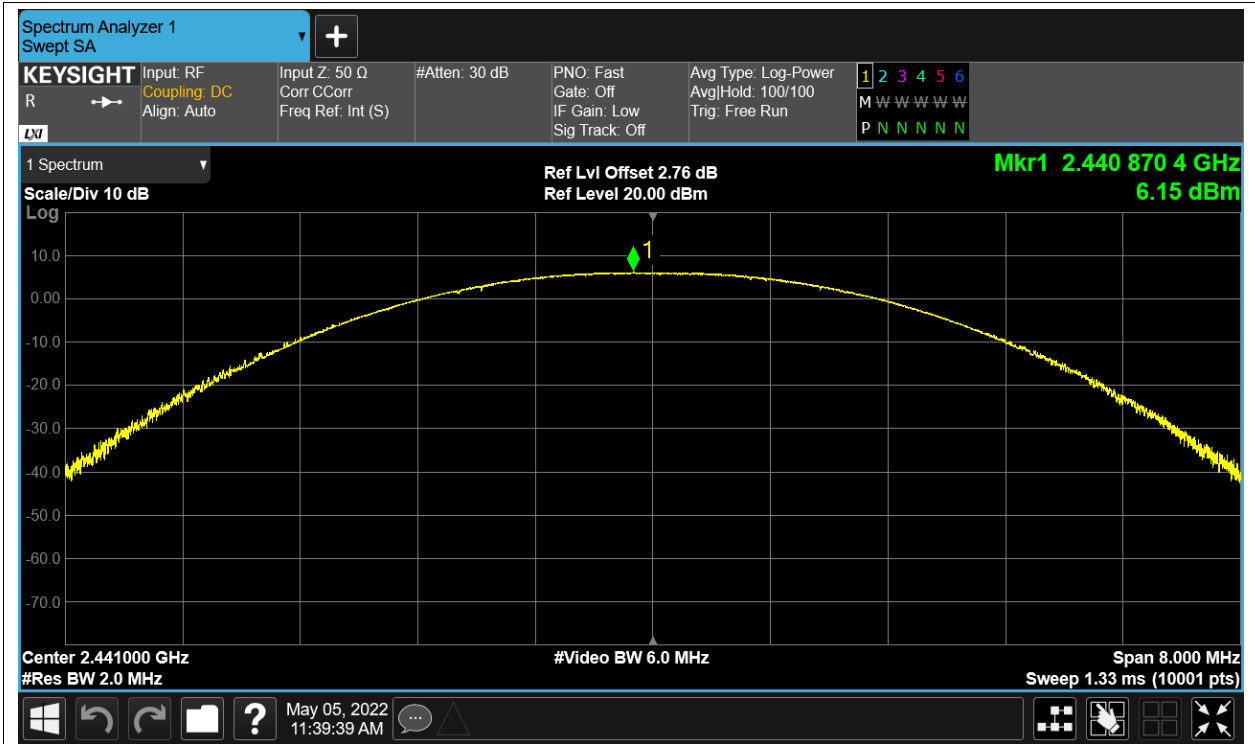 Spectrum Analyzer 1
Swept SA
+
KEYSIGHT
R
LXI
Input: RF
Coupling: DC
Align: Auto
Input Z: 50 Ω
Corr CCorr
Freq Ref: Int (S)
#Atten: 30 dB
PNO: Fast
Gate: Off
IF Gain: Low
Sig Track: Off
Avg Type: Log-Power
Avg|Hold: 100/100
Trig: Free Run
1 2 3 4 5 6
M W W W W W
P N N N N N
1 Spectrum
Scale/Div 10 dB
Log
Ref Lvl Offset 2.76 dB
Ref Level 20.00 dBm
Mkr1 2.440 870 4 GHz
6.15 dBm
1
10.0
0.00
-10.0
-20.0
-30.0
-40.0
-50.0
-60.0
-70.0
Center 2.441000 GHz
#Res BW 2.0 MHz
#Video BW 6.0 MHz
Span 8.000 MHz
Sweep 1.33 ms (10001 pts)
?
May 05, 2022
11:39:39 AM